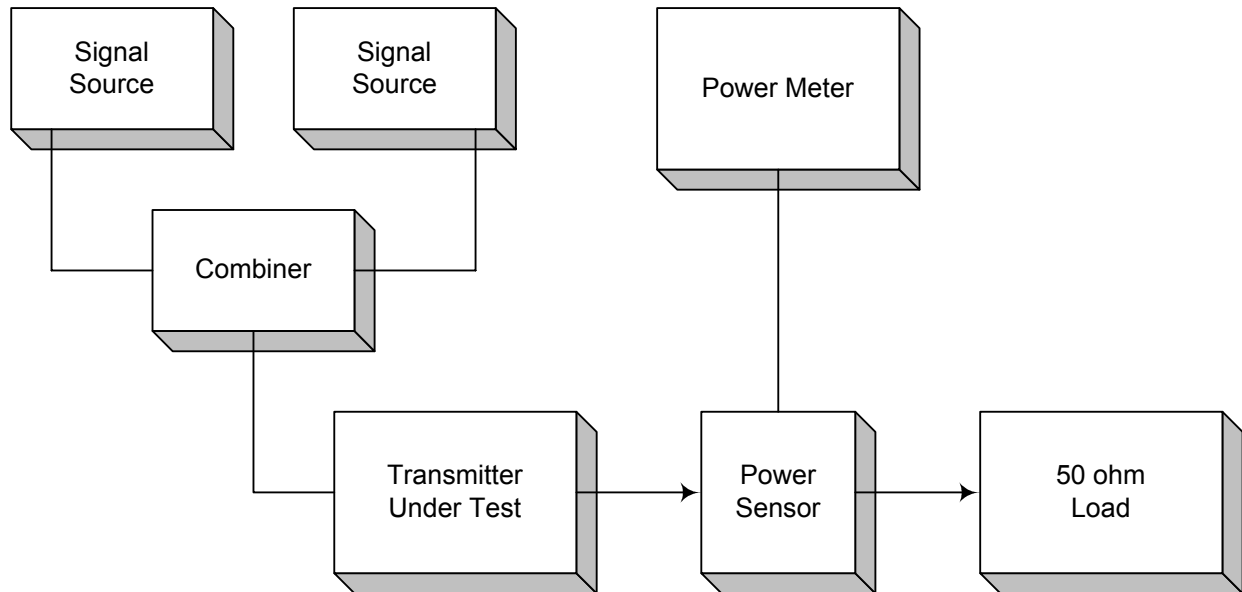 Signal
Source
Signal
Source
Power Meter
Combiner
Transmitter
Under Test
Power
Sensor
50 ohm
Load